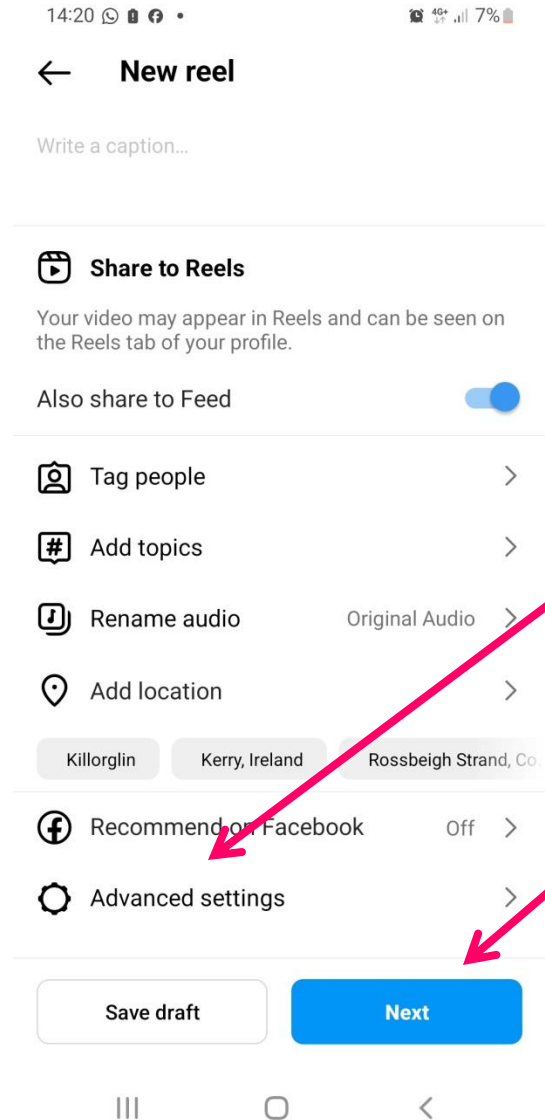 14:20 4G+ 7%
New reel
Write a caption...
Share to Reels
Your video may appear in Reels and can be seen on
the Reels tab of your profile.
Also share to Feed
Tag people
# Add topics
Rename audio Original Audio
Add location
Killorglin Kerry, Ireland Rossbeigh Strand, Co.
Recommend on Facebook Off
Advanced settings
Save draft Next